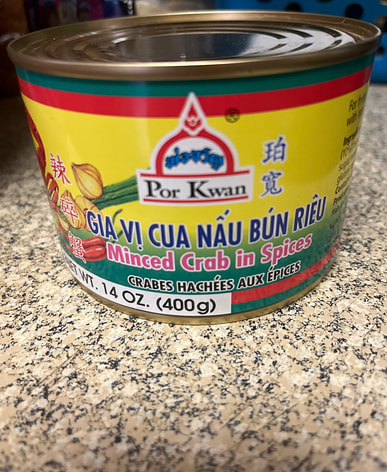 Por Kwan
珀
寬
辣
蟹
GIA VỊ CUA NẤU BÚN RIÊU
Minced Crab in Spices
CRABES HACHÉES AUX ÉPICES
WT. 14 OZ. (400g)